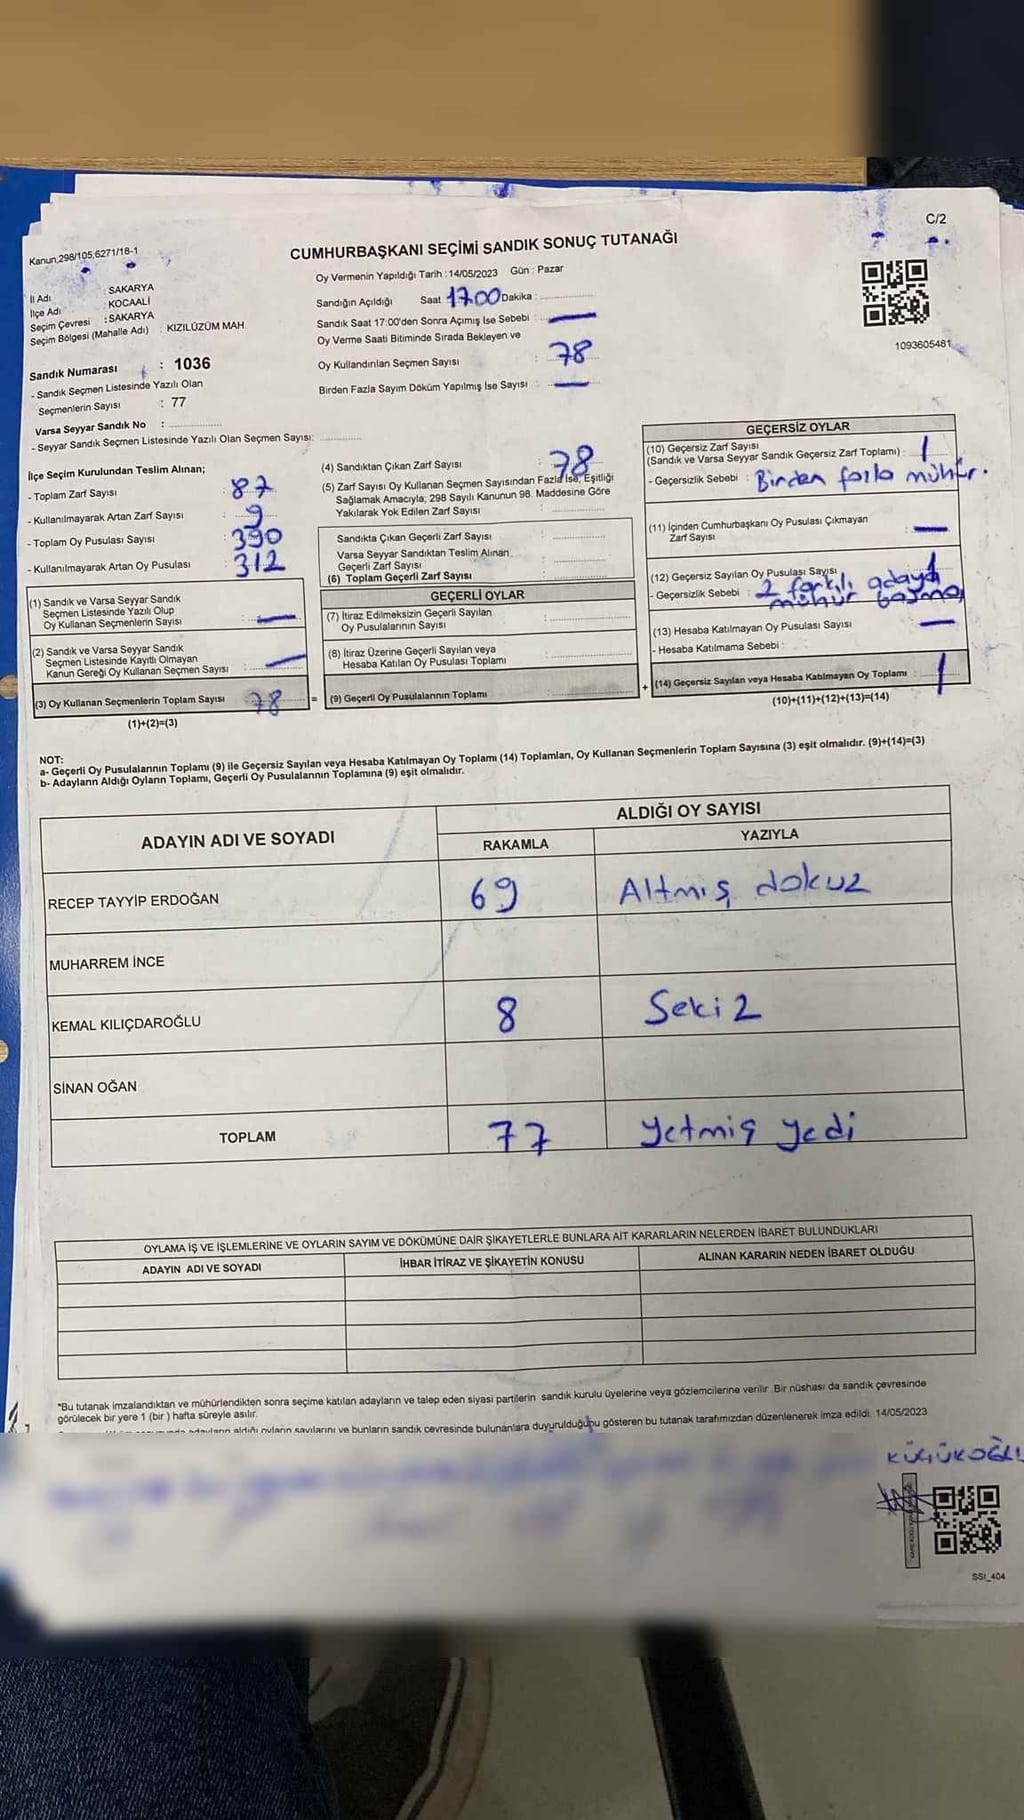 C/2
Kanun;298/105;6271/18-1
CUMHURBAŞKANI SEÇİMİ SANDIK SONUÇ TUTANAĞI
İl Adı : SAKARYA
İlçe Adı : KOCAALİ
Seçim Çevresi : SAKARYA
Seçim Bölgesi (Mahalle Adı) : KIZILÜZÜM MAH.
Sandık Numarası : 1036
- Sandık Seçmen Listesinde Yazılı Olan
Seçmenlerin Sayısı : 77
Varsa Seyyar Sandık No :
- Seyyar Sandık Seçmen Listesinde Yazılı Olan Seçmen Sayısı:
Oy Vermenin Yapıldığı Tarih : 14/05/2023 Gün : Pazar
Sandığın Açıldığı Saat 17.00 Dakika :
Sandık Saat 17:00'den Sonra Açımış İse Sebebi : —
Oy Verme Saati Bitiminde Sırada Bekleyen ve
Oy Kullandırılan Seçmen Sayısı : 78
Birden Fazla Sayım Döküm Yapılmış İse Sayısı : —
1093605481
İlçe Seçim Kurulundan Teslim Alınan;
- Toplam Zarf Sayısı : 87
- Kullanılmayarak Artan Zarf Sayısı : 9
- Toplam Oy Pusulası Sayısı : 390
- Kullanılmayarak Artan Oy Pusulası : 312
(1) Sandık ve Varsa Seyyar Sandık
Seçmen Listesinde Yazılı Olup
Oy Kullanan Seçmenlerin Sayısı : —
(2) Sandık ve Varsa Seyyar Sandık
Seçmen Listesinde Kayıtlı Olmayan
Kanun Gereği Oy Kullanan Seçmen Sayısı : —
(3) Oy Kullanan Seçmenlerin Toplam Sayısı 78 =
(1)+(2)=(3)
(4) Sandıktan Çıkan Zarf Sayısı : 78
(5) Zarf Sayısı Oy Kullanan Seçmen Sayısından Fazla İse, Eşitliği
Sağlamak Amacıyla; 298 Sayılı Kanunun 98. Maddesine Göre
Yakılarak Yok Edilen Zarf Sayısı :
Sandıkta Çıkan Geçerli Zarf Sayısı :
Varsa Seyyar Sandıktan Teslim Alınan
Geçerli Zarf Sayısı :
(6) Toplam Geçerli Zarf Sayısı :
GEÇERLİ OYLAR
(7) İtiraz Edilmeksizin Geçerli Sayılan
Oy Pusulalarının Sayısı :
(8) İtiraz Üzerine Geçerli Sayılan veya
Hesaba Katılan Oy Pusulası Toplamı :
(9) Geçerli Oy Pusulalarının Toplamı : +
GEÇERSİZ OYLAR
(10) Geçersiz Zarf Sayısı
(Sandık ve Varsa Seyyar Sandık Geçersiz Zarf Toplamı) : 1
- Geçersizlik Sebebi : Birden fazla mühür.
(11) İçinden Cumhurbaşkanı Oy Pusulası Çıkmayan
Zarf Sayısı : —
(12) Geçersiz Sayılan Oy Pusulası Sayısı : 1
- Geçersizlik Sebebi : 2 farklı adaya
mühür basma
(13) Hesaba Katılmayan Oy Pusulası Sayısı : —
- Hesaba Katılmama Sebebi :
(14) Geçersiz Sayılan veya Hesaba Katılmayan Oy Toplamı : 1
(10)+(11)+(12)+(13)=(14)
NOT:
a- Geçerli Oy Pusulalarının Toplamı (9) ile Geçersiz Sayılan veya Hesaba Katılmayan Oy Toplamı (14) Toplamları, Oy Kullanan Seçmenlerin Toplam Sayısına (3) eşit olmalıdır. (9)+(14)=(3)
b- Adayların Aldığı Oyların Toplamı, Geçerli Oy Pusulalarının Toplamına (9) eşit olmalıdır.
ADAYIN ADI VE SOYADI
ALDIĞI OY SAYISI
RAKAMLA YAZIYLA
RECEP TAYYİP ERDOĞAN 69 Altmış dokuz
MUHARREM İNCE
KEMAL KILIÇDAROĞLU 8 Sekiz
SİNAN OĞAN
TOPLAM 77 Yetmiş yedi
OYLAMA İŞ VE İŞLEMLERİNE VE OYLARIN SAYIM VE DÖKÜMÜNE DAİR ŞİKAYETLERLE BUNLARA AİT KARARLARIN NELERDEN İBARET BULUNDUKLARI
ADAYIN ADI VE SOYADI İHBAR İTİRAZ VE ŞİKAYETİN KONUSU ALINAN KARARIN NEDEN İBARET OLDUĞU
*Bu tutanak imzalandıktan ve mühürlendikten sonra seçime katılan adayların ve talep eden siyasi partilerin sandık kurulu üyelerine veya gözlemcilerine verilir. Bir nüshası da sandık çevresinde
görülecek bir yere 1 (bir) hafta süreyle asılır.
adayların aldığı oyların sayılarını ve bunların sandık çevresinde bulunanlara duyurulduğunu gösteren bu tutanak tarafımızdan düzenlenerek imza edildi. 14/05/2023
KÜÇÜKOĞLU
SSI_404